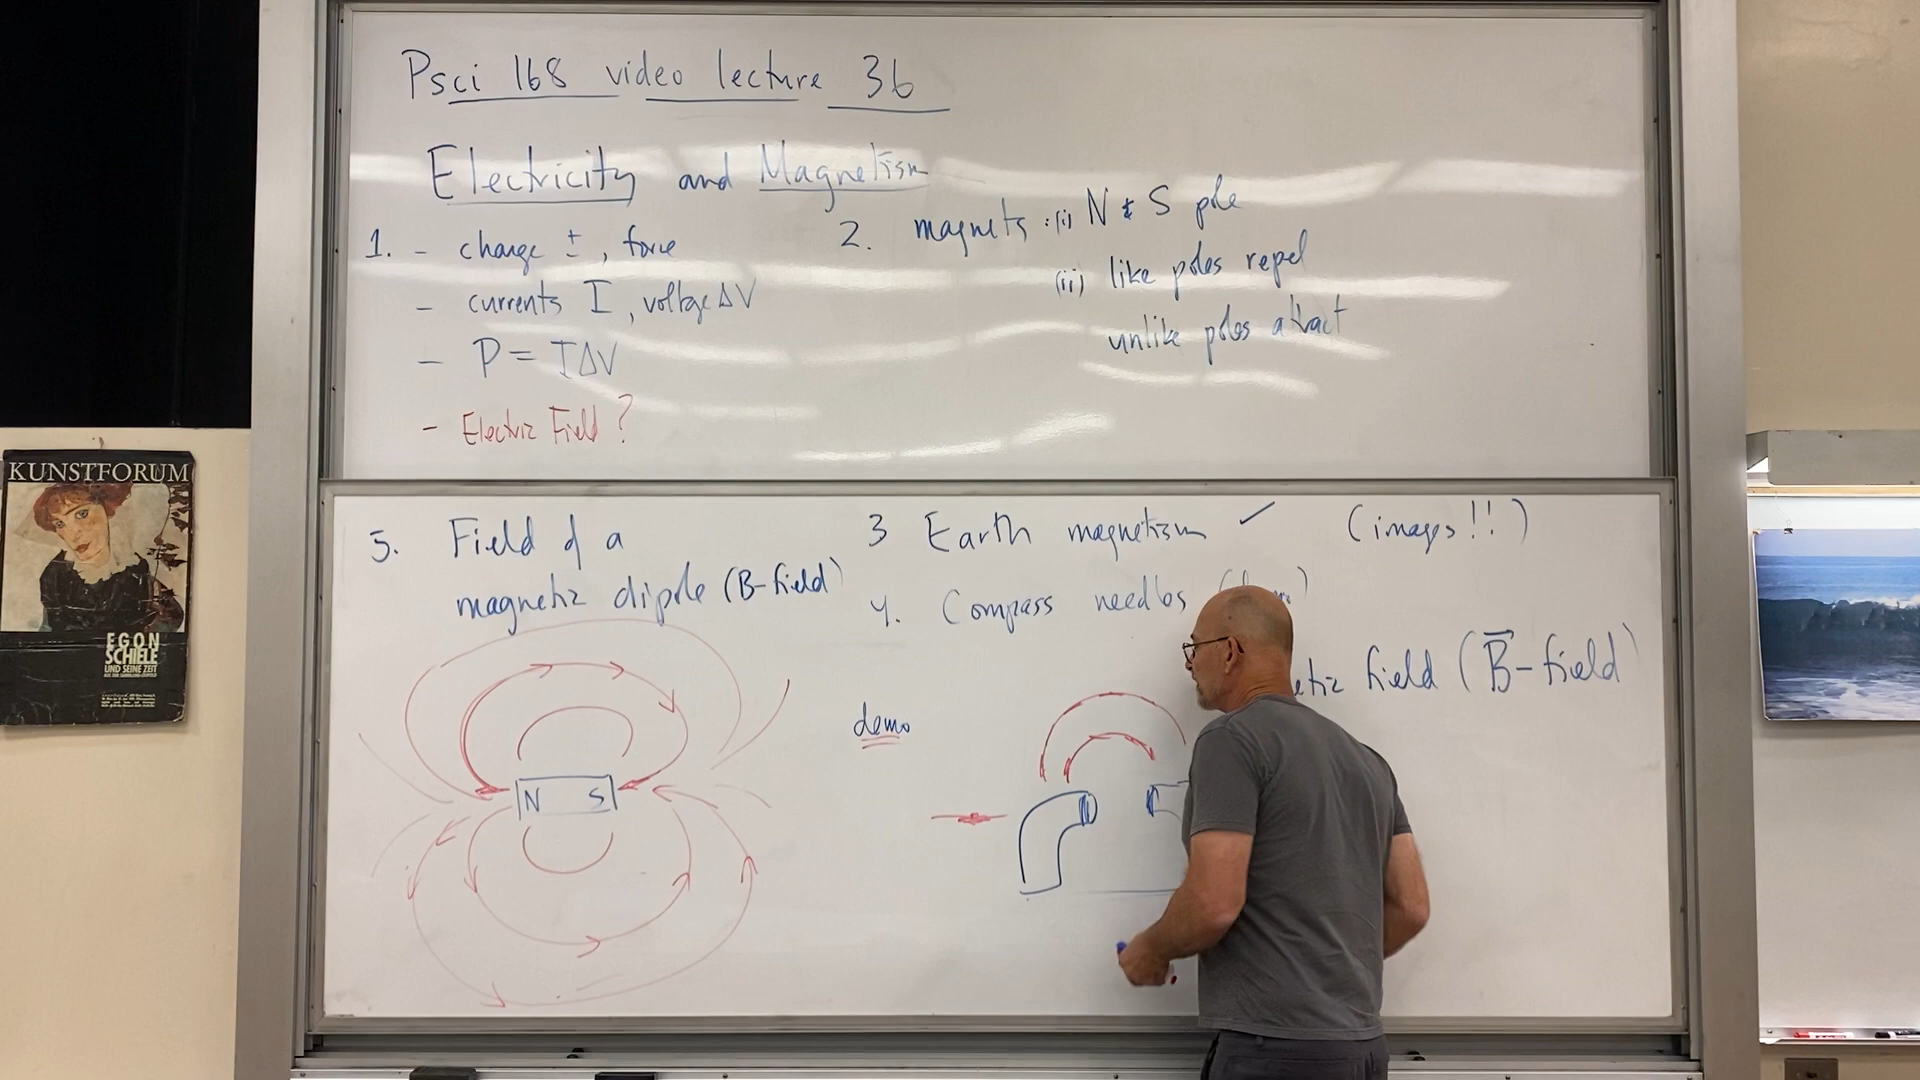 Psci 168 video lecture 36
Electricity and Magnetism
1. - charge ± , force
- currents I , voltage ΔV
- P = IΔV
- Electric Field ?
2. magnets : (i) N & S pole
(ii) like poles repel
unlike poles attract
5. Field of a
magnetic dipole (B-field)
N S
3 Earth magnetism ✓ (images!!)
4. Compass needles
field (B⃗-field)
demo
KUNSTFORUM
EGON
SCHIELE
UND SEINE ZEIT